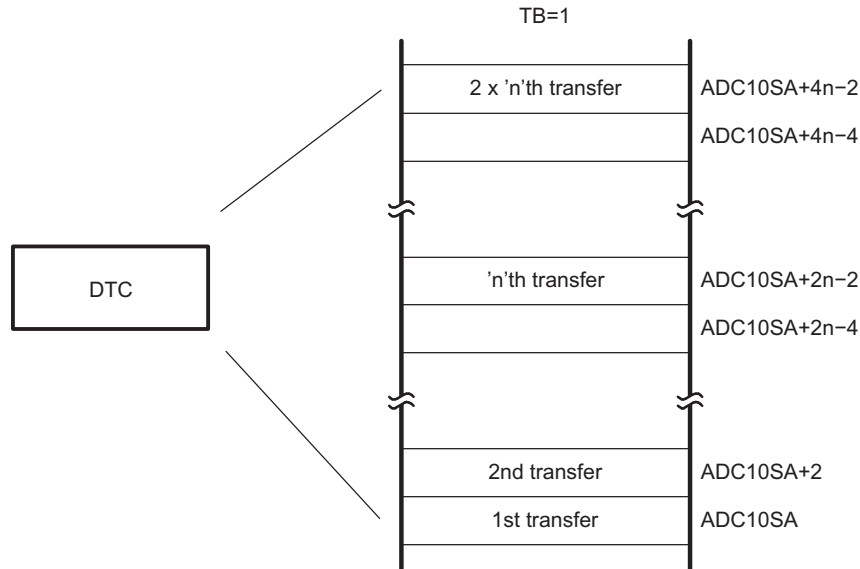 TB=1
2 x 'n'th transfer ADC10SA+4n−2
ADC10SA+4n−4
DTC
'n'th transfer ADC10SA+2n−2
ADC10SA+2n−4
2nd transfer ADC10SA+2
1st transfer ADC10SA